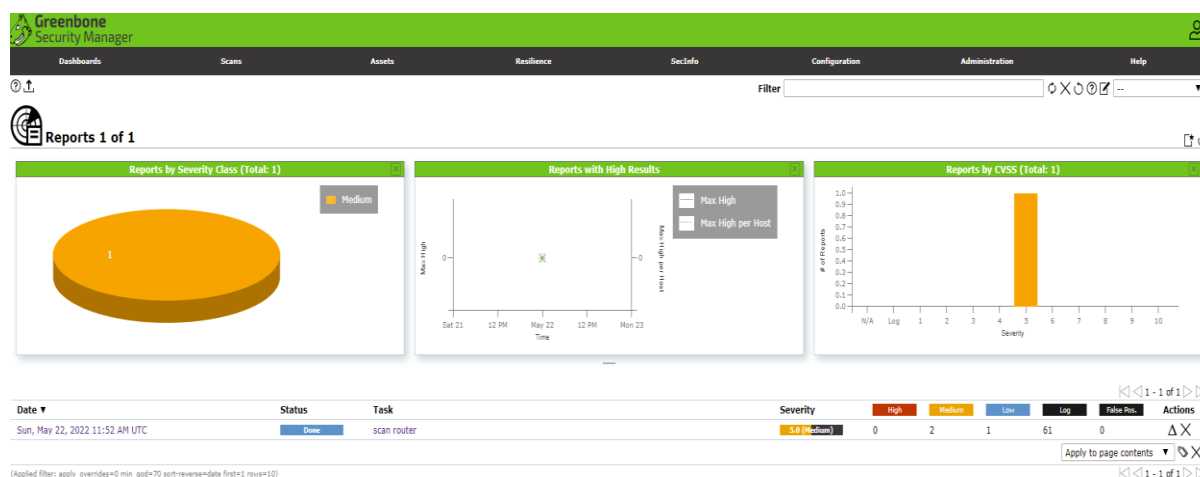 Greenbone
Security Manager
Dashboards Scans Assets Resilience SecInfo Configuration Administration Help
Filter --
Reports 1 of 1
Reports by Severity Class (Total: 1)
Medium
1
Reports with High Results
Max High
Max High per Host
Max High
0
0
Max High per Host
Sat 21 12 PM May 22 12 PM Mon 23
Time
Reports by CVSS (Total: 1)
# of Reports
1.0
0.9
0.8
0.7
0.6
0.5
0.4
0.3
0.2
0.1
0.0
N/A Log 1 2 3 4 5 6 7 8 9 10
Severity
1 - 1 of 1
Date ▼ Status Task Severity High Medium Low Log False Pos. Actions
Sun, May 22, 2022 11:52 AM UTC Done scan router 5.0 (Medium) 0 2 1 61 0
Apply to page contents ▼
(Applied filter: apply_overrides=0 min_qod=70 sort-reverse=date first=1 rows=10)
1 - 1 of 1